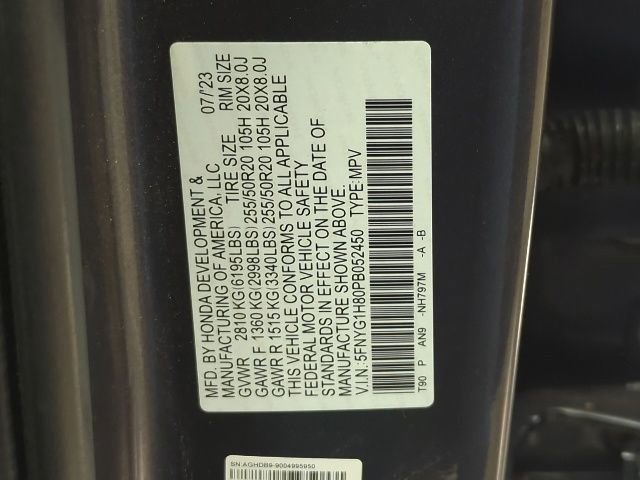 MFD. BY HONDA DEVELOPMENT & 07/'23
MANUFACTURING OF AMERICA, LLC
TIRE SIZE RIM SIZE
GVWR 2810 KG(6195LBS)
GAWR F 1360 KG(2998LBS) 255/50R20 105H 20X8.0J
GAWR R 1515 KG(3340LBS) 255/50R20 105H 20X8.0J
THIS VEHICLE CONFORMS TO ALL APPLICABLE
FEDERAL MOTOR VEHICLE SAFETY
STANDARDS IN EFFECT ON THE DATE OF
MANUFACTURE SHOWN ABOVE.
V.I.N.:5FNYG1H80PB052450 TYPE:MPV
T90 P AN9 -NH797M -A -B
SN:AGHDB9-9004995950